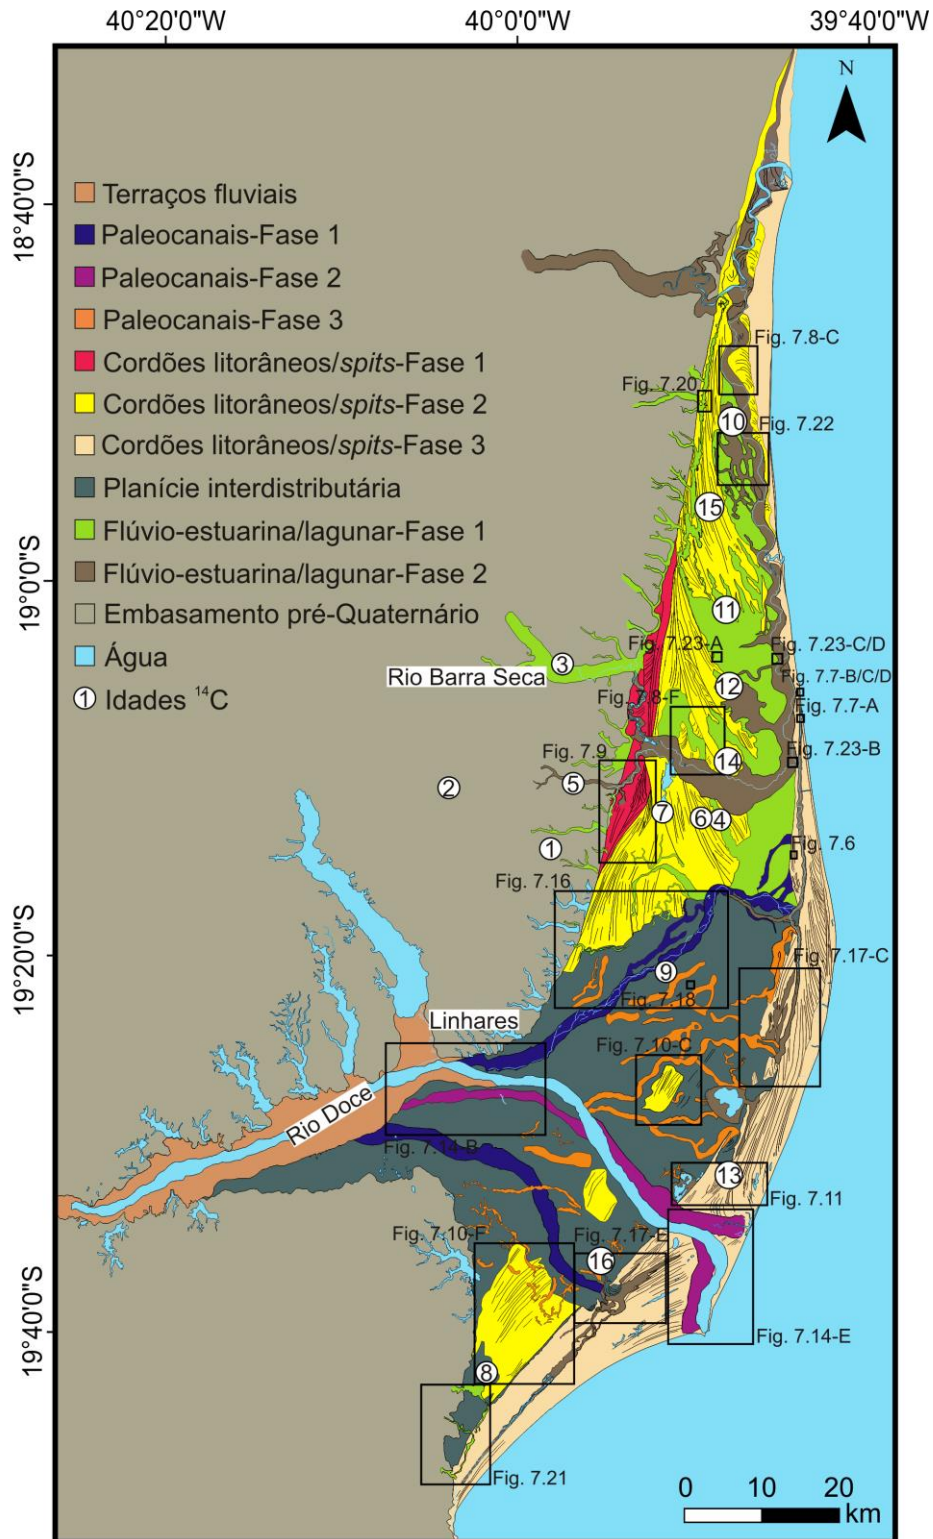 40°20'0"W
40°0'0"W
39°40'0"W
N
18°40'0"S
19°0'0"S
19°20'0"S
19°40'0"S
Terraços fluviais
Paleocanais-Fase 1
Paleocanais-Fase 2
Paleocanais-Fase 3
Cordões litorâneos/spits-Fase 1
Cordões litorâneos/spits-Fase 2
Cordões litorâneos/spits-Fase 3
Planície interdistributária
Flúvio-estuarina/lagunar-Fase 1
Flúvio-estuarina/lagunar-Fase 2
Embasamento pré-Quaternário
Água
1 Idades ¹⁴C
Fig. 7.8-C
Fig. 7.20
10
Fig. 7.22
15
11
Fig. 7.23-A
Fig. 7.23-C/D
3
Rio Barra Seca
Fig. 7.7-B/C/D
12
Fig. 7.8-F
Fig. 7.7-A
Fig. 7.9
14
Fig. 7.23-B
2
5
7
6
4
1
Fig. 7.6
Fig. 7.16
Fig. 7.17-C
9
Fig. 7.18
Linhares
Fig. 7.10-C
Rio Doce
Fig. 7.14-B
13
Fig. 7.11
Fig. 7.10-F
Fig. 7.17-E
16
Fig. 7.14-E
8
Fig. 7.21
0 10 20
km